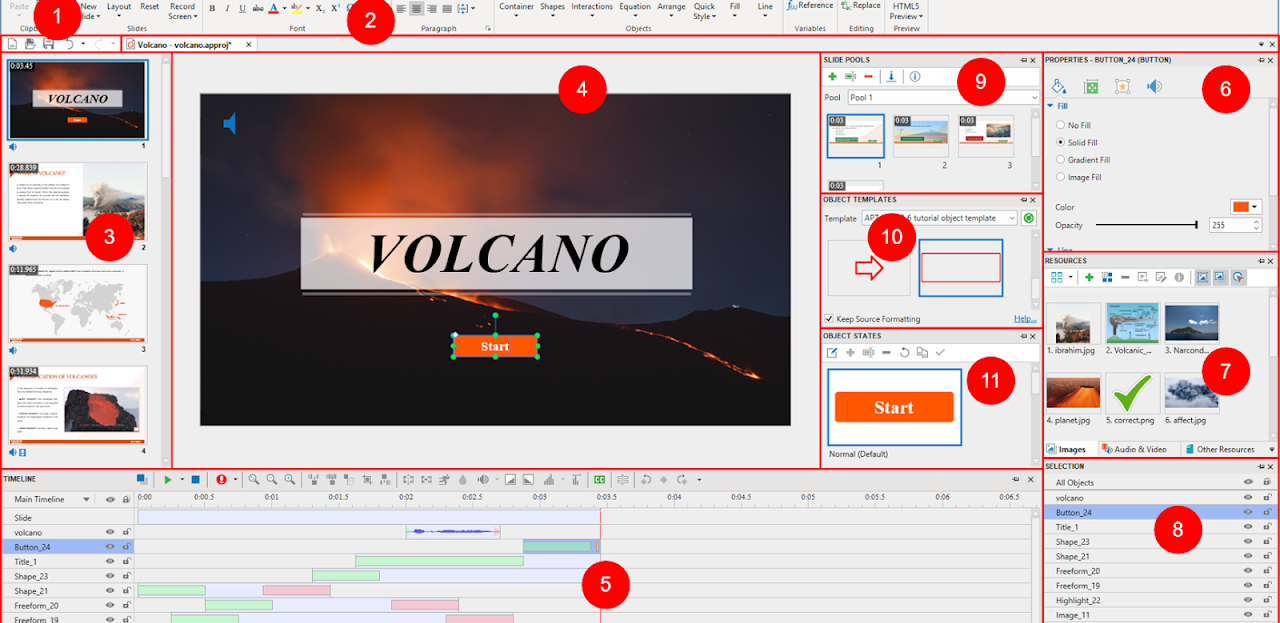 Paste
New
Slide
Layout
Reset
Record
Screen
Container
Shapes
Interactions
Equation
Arrange
Quick
Style
Fill
Line
Reference
Replace
HTML5
Preview
1
2
Slides
Font
Paragraph
Objects
Variables
Editing
Preview
Volcano - volcano.approj*
0:03.45
VOLCANO
Start
1
0:28.839
2
3
0:11.965
3
0:11.934
4
4
VOLCANO
Start
SLIDE POOLS
9
Pool
Pool 1
0:03
0:03
0:03
1
2
3
0:03
OBJECT TEMPLATES
Template
6 tutorial object template
10
Keep Source Formatting
Help...
OBJECT STATES
11
Start
Normal (Default)
PROPERTIES - BUTTON_24 (BUTTON)
6
Fill
No Fill
Solid Fill
Gradient Fill
Image Fill
Color
Opacity
255
RESOURCES
1. ibrahim.jpg
2. Volcanic_...
3. Narcond...
7
4. planet.jpg
5. correct.png
6. affect.jpg
Images
Audio & Video
Other Resources
TIMELINE
Main Timeline
0:00
0:00.5
0:01
0:01.5
0:02
0:02.5
0:03
0:03.5
0:04
0:04.5
0:05
0:05.5
0:06
0:06.5
Slide
volcano
Button_24
Title_1
Shape_23
Shape_21
Freeform_20
Freeform_19
5
SELECTION
All Objects
volcano
Button_24
Title_1
Shape_23
Shape_21
Freeform_20
Freeform_19
Highlight_22
Image_11
8